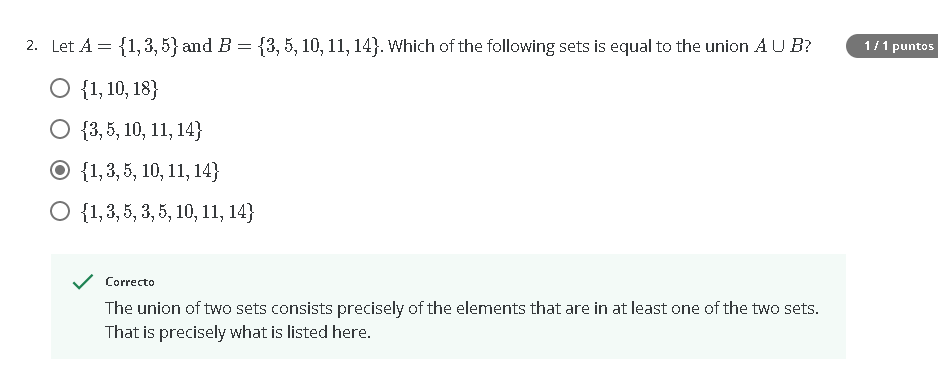 2. Let A = {1, 3, 5} and B = {3, 5, 10, 11, 14}. Which of the following sets is equal to the union A ∪ B?
1 / 1 puntos
{1, 10, 18}
{3, 5, 10, 11, 14}
{1, 3, 5, 10, 11, 14}
{1, 3, 5, 3, 5, 10, 11, 14}
Correcto
The union of two sets consists precisely of the elements that are in at least one of the two sets.
That is precisely what is listed here.